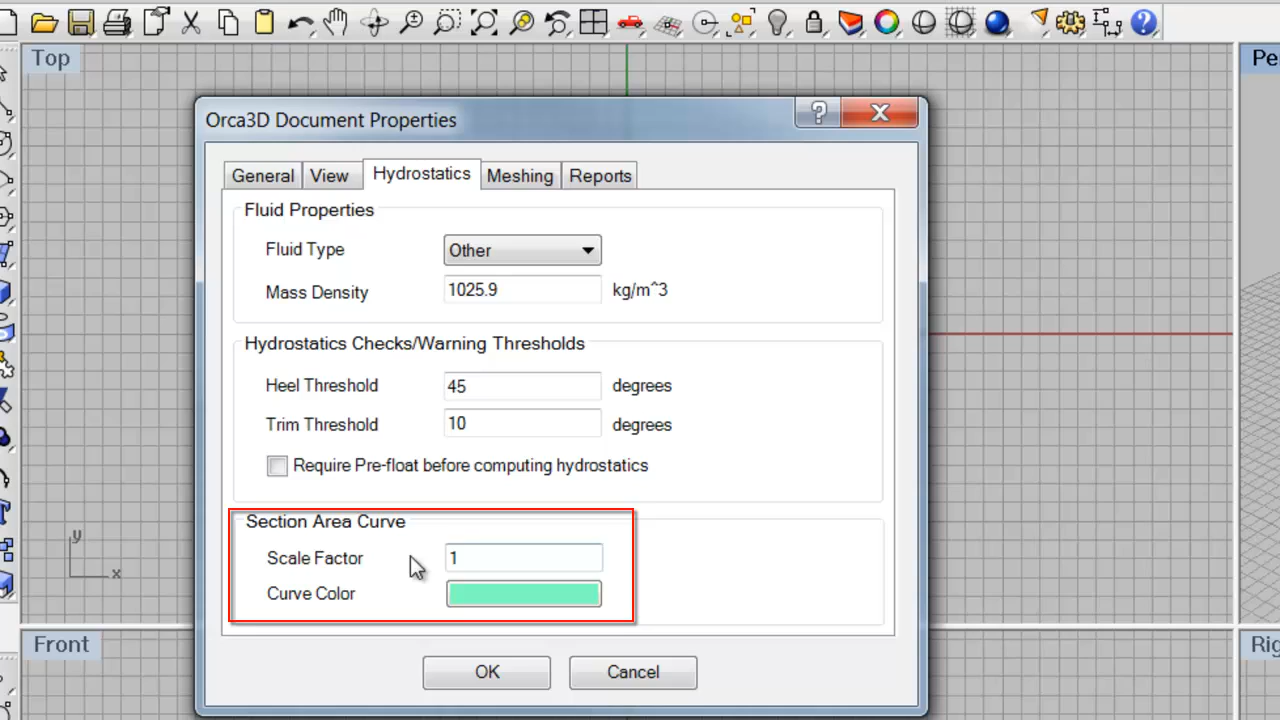 Top
Pe
Orca3D Document Properties
General View Hydrostatics Meshing Reports
Fluid Properties
Fluid Type Other
Mass Density 1025.9 kg/m^3
Hydrostatics Checks/Warning Thresholds
Heel Threshold 45 degrees
Trim Threshold 10 degrees
Require Pre-float before computing hydrostatics
Section Area Curve
Scale Factor 1
Curve Color
y
x
Front
Rig
OK Cancel